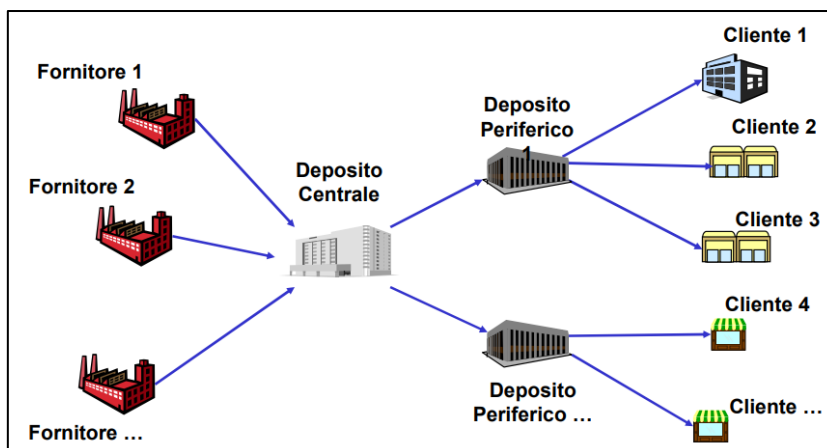 Fornitore 1
Fornitore 2
Fornitore …
Deposito
Centrale
Deposito
Periferico
1
Deposito
Periferico …
Cliente 1
Cliente 2
Cliente 3
Cliente 4
Cliente …